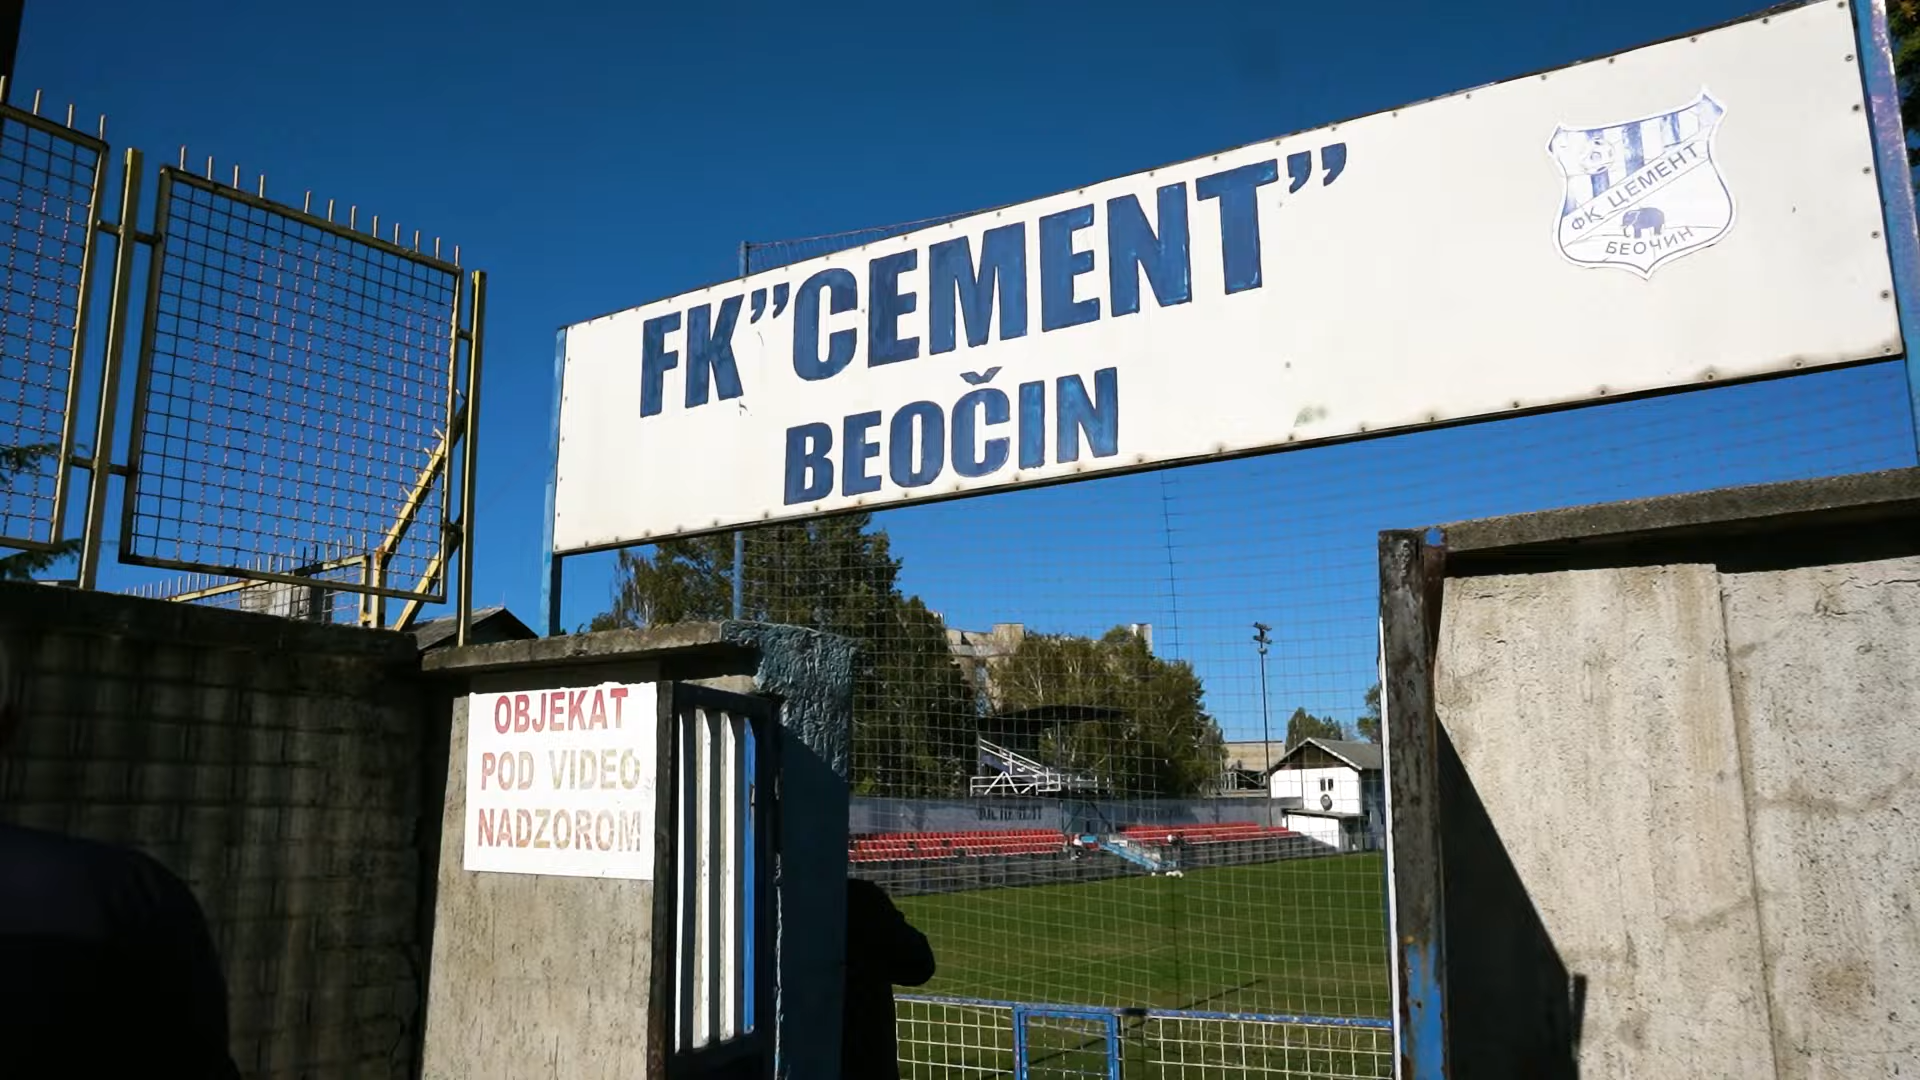 FK”CEMENT”
BEOČIN
ФК ЦЕМЕНТ
БЕОЧИН
OBJEKAT
POD VIDEO
NADZOROM